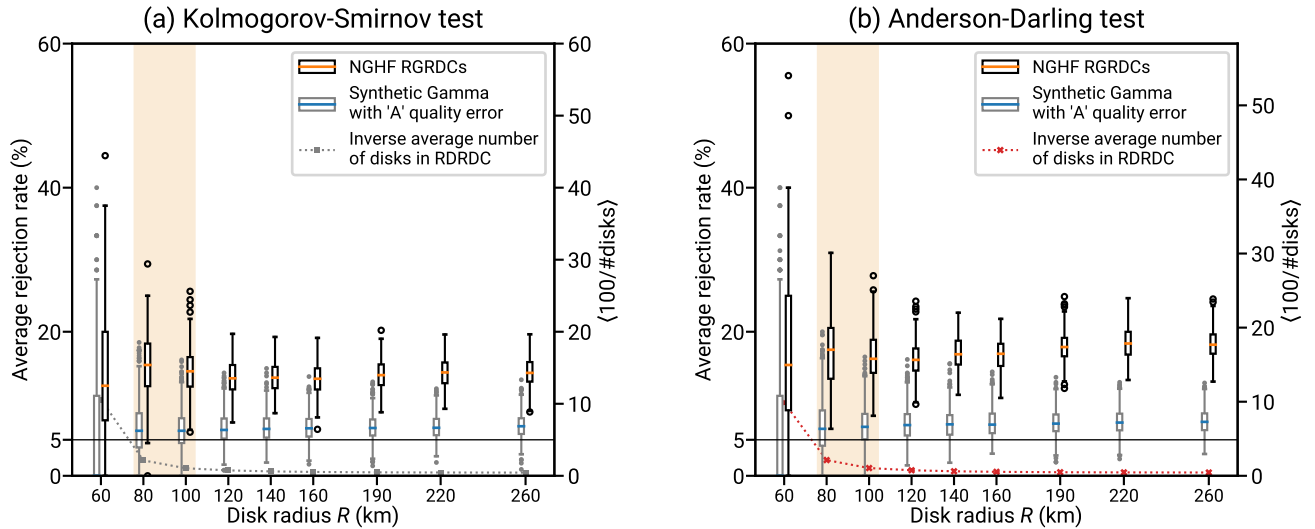 (a) Kolmogorov-Smirnov test
60
40
20
5
0
Average rejection rate (%)
NGHF RGRDCs
Synthetic Gamma
with 'A' quality error
Inverse average number
of disks in RDRDC
60
50
40
30
20
10
0
⟨100/#disks⟩
60 80 100 120 140 160 190 220 260
Disk radius R (km)
(b) Anderson-Darling test
60
40
20
5
0
Average rejection rate (%)
NGHF RGRDCs
Synthetic Gamma
with 'A' quality error
Inverse average number
of disks in RDRDC
50
40
30
20
10
0
⟨100/#disks⟩
60 80 100 120 140 160 190 220 260
Disk radius R (km)